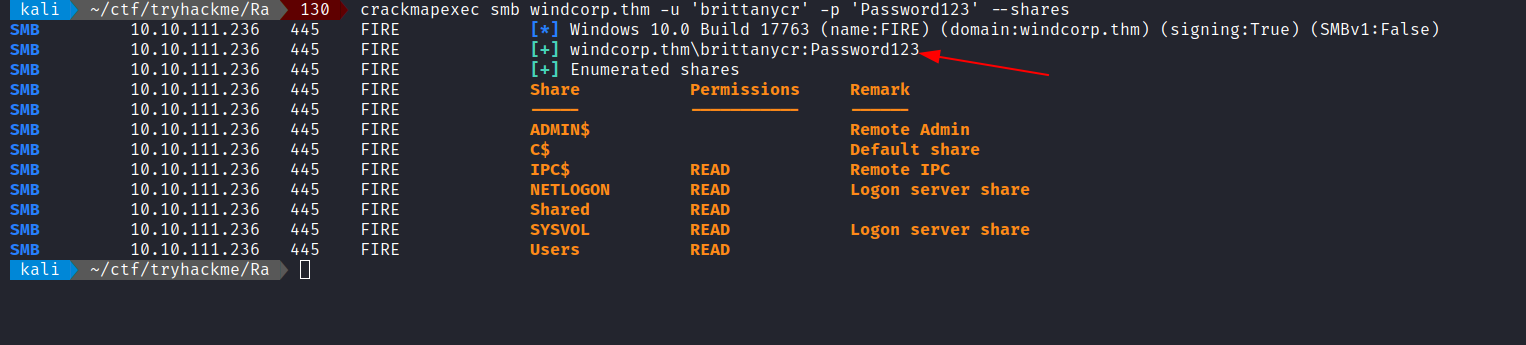 kali ~/ctf/tryhackme/Ra 130 crackmapexec smb windcorp.thm -u 'brittanycr' -p 'Password123' --shares
SMB 10.10.111.236 445 FIRE [*] Windows 10.0 Build 17763 (name:FIRE) (domain:windcorp.thm) (signing:True) (SMBv1:False)
SMB 10.10.111.236 445 FIRE [+] windcorp.thm\brittanycr:Password123
SMB 10.10.111.236 445 FIRE [+] Enumerated shares
SMB 10.10.111.236 445 FIRE Share Permissions Remark
SMB 10.10.111.236 445 FIRE ----- ----------- ------
SMB 10.10.111.236 445 FIRE ADMIN$ Remote Admin
SMB 10.10.111.236 445 FIRE C$ Default share
SMB 10.10.111.236 445 FIRE IPC$ READ Remote IPC
SMB 10.10.111.236 445 FIRE NETLOGON READ Logon server share
SMB 10.10.111.236 445 FIRE Shared READ
SMB 10.10.111.236 445 FIRE SYSVOL READ Logon server share
SMB 10.10.111.236 445 FIRE Users READ
kali ~/ctf/tryhackme/Ra